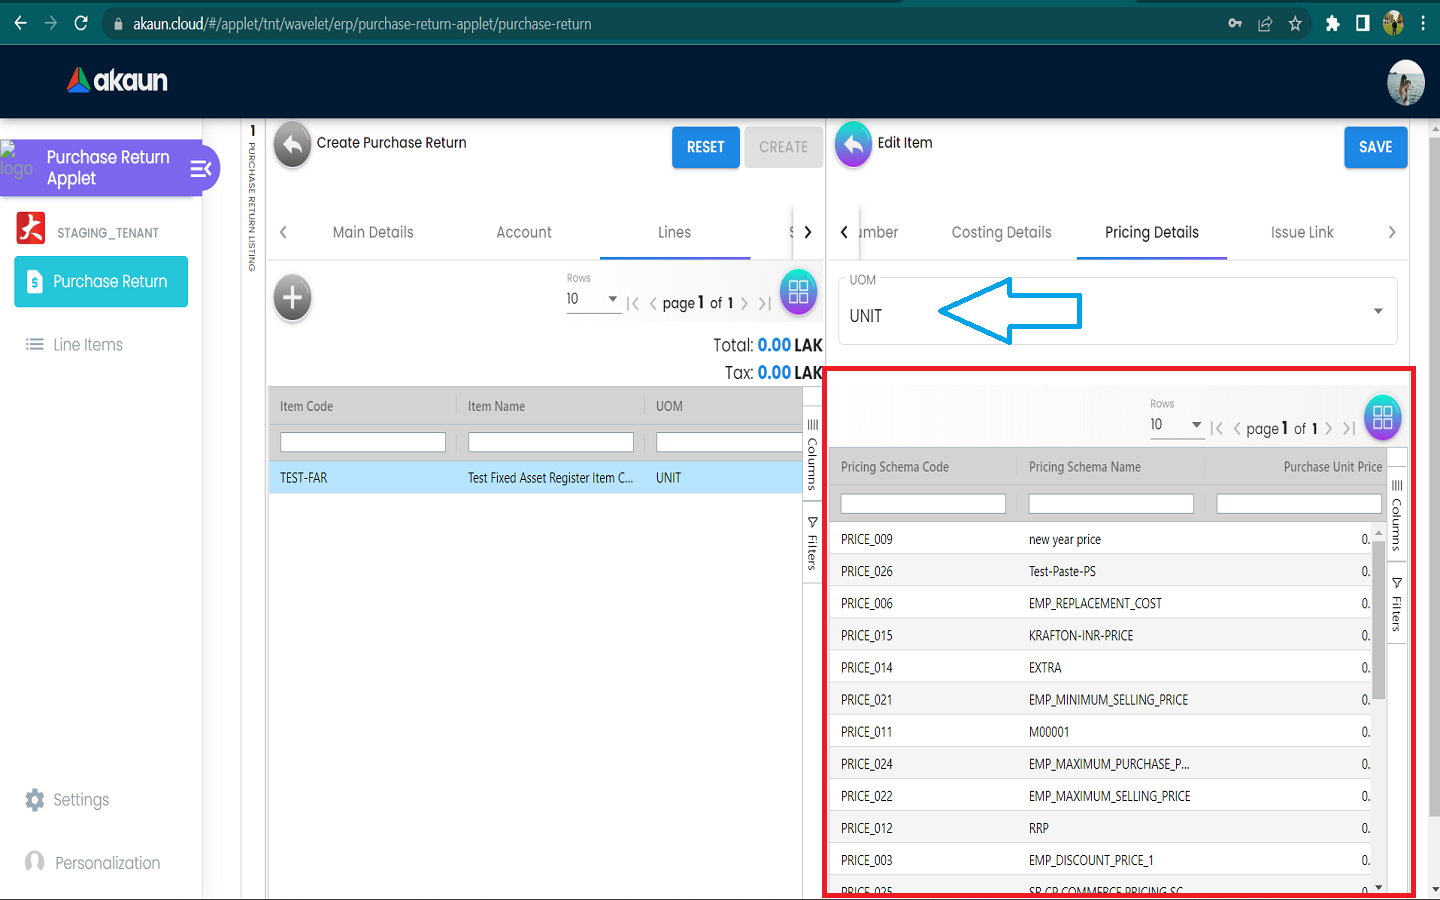 akaun.cloud/#/applet/tnt/wavelet/erp/purchase-return-applet/purchase-return
akaun
logo
Purchase Return
Applet
STAGING_TENANT
Purchase Return
Line Items
Settings
Personalization
1
PURCHASE RETURN LISTING
Create Purchase Return
RESET
CREATE
Main Details
Account
Lines
S
Rows
10
page 1 of 1
Total: 0.00 LAK
Tax: 0.00 LAK
Item Code
Item Name
UOM
TEST-FAR
Test Fixed Asset Register Item C...
UNIT
Columns
Filters
Edit Item
SAVE
umber
Costing Details
Pricing Details
Issue Link
UOM
UNIT
Rows
10
page 1 of 1
Pricing Schema Code
Pricing Schema Name
Purchase Unit Price
PRICE_009 new year price 0.
PRICE_026 Test-Paste-PS 0.
PRICE_006 EMP_REPLACEMENT_COST 0.
PRICE_015 KRAFTON-INR-PRICE 0.
PRICE_014 EXTRA 0.
PRICE_021 EMP_MINIMUM_SELLING_PRICE 0.
PRICE_011 M00001 0.
PRICE_024 EMP_MAXIMUM_PURCHASE_P... 0.
PRICE_022 EMP_MAXIMUM_SELLING_PRICE 0.
PRICE_012 RRP 0.
PRICE_003 EMP_DISCOUNT_PRICE_1 0.
PRICE_025 0.
Columns
Filters